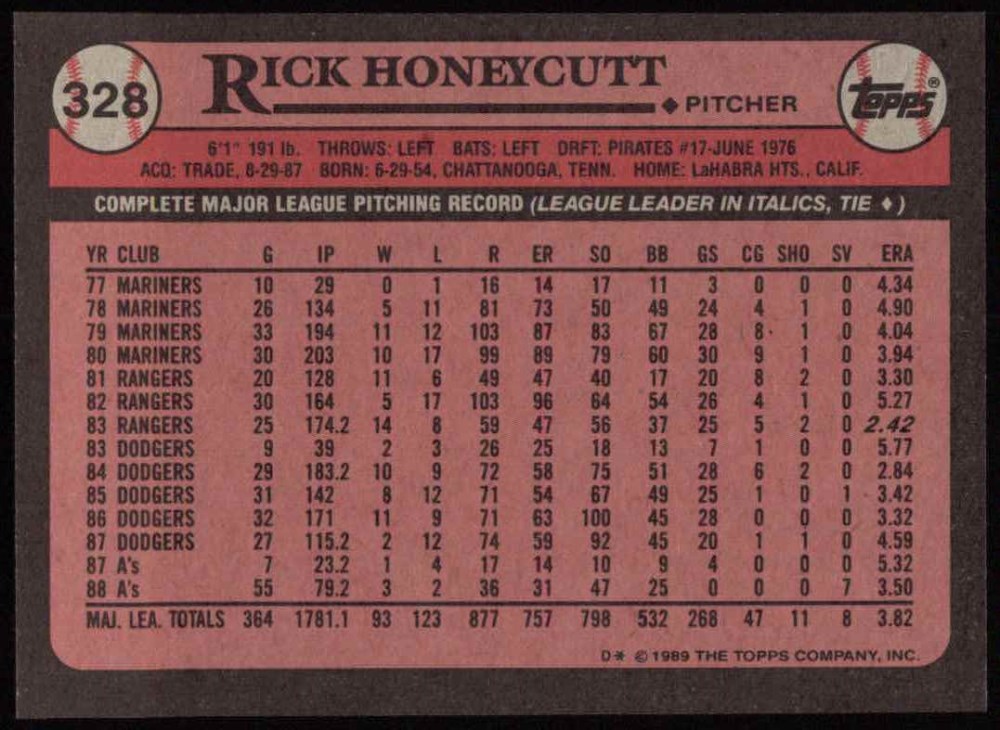 328
RICK HONEYCUTT
♦ PITCHER
TOPPS®
6'1" 191 lb. THROWS: LEFT BATS: LEFT DRFT: PIRATES #17-JUNE 1976
ACQ: TRADE, 8-29-87 BORN: 6-29-54, CHATTANOOGA, TENN. HOME: LaHABRA HTS., CALIF.
COMPLETE MAJOR LEAGUE PITCHING RECORD (LEAGUE LEADER IN ITALICS, TIE ♦)
YR CLUB G IP W L R ER SO BB GS CG SHO SV ERA
77 MARINERS 10 29 0 1 16 14 17 11 3 0 0 0 4.34
78 MARINERS 26 134 5 11 81 73 50 49 24 4 1 0 4.90
79 MARINERS 33 194 11 12 103 87 83 67 28 8 1 0 4.04
80 MARINERS 30 203 10 17 99 89 79 60 30 9 1 0 3.94
81 RANGERS 20 128 11 6 49 47 40 17 20 8 2 0 3.30
82 RANGERS 30 164 5 17 103 96 64 54 26 4 1 0 5.27
83 RANGERS 25 174.2 14 8 59 47 56 37 25 5 2 0 2.42
83 DODGERS 9 39 2 3 26 25 18 13 7 1 0 0 5.77
84 DODGERS 29 183.2 10 9 72 58 75 51 28 6 2 0 2.84
85 DODGERS 31 142 8 12 71 54 67 49 25 1 0 1 3.42
86 DODGERS 32 171 11 9 71 63 100 45 28 0 0 0 3.32
87 DODGERS 27 115.2 2 12 74 59 92 45 20 1 1 0 4.59
87 A's 7 23.2 1 4 17 14 10 9 4 0 0 0 5.32
88 A's 55 79.2 3 2 36 31 47 25 0 0 0 7 3.50
MAJ. LEA. TOTALS 364 1781.1 93 123 877 757 798 532 268 47 11 8 3.82
D* © 1989 THE TOPPS COMPANY, INC.